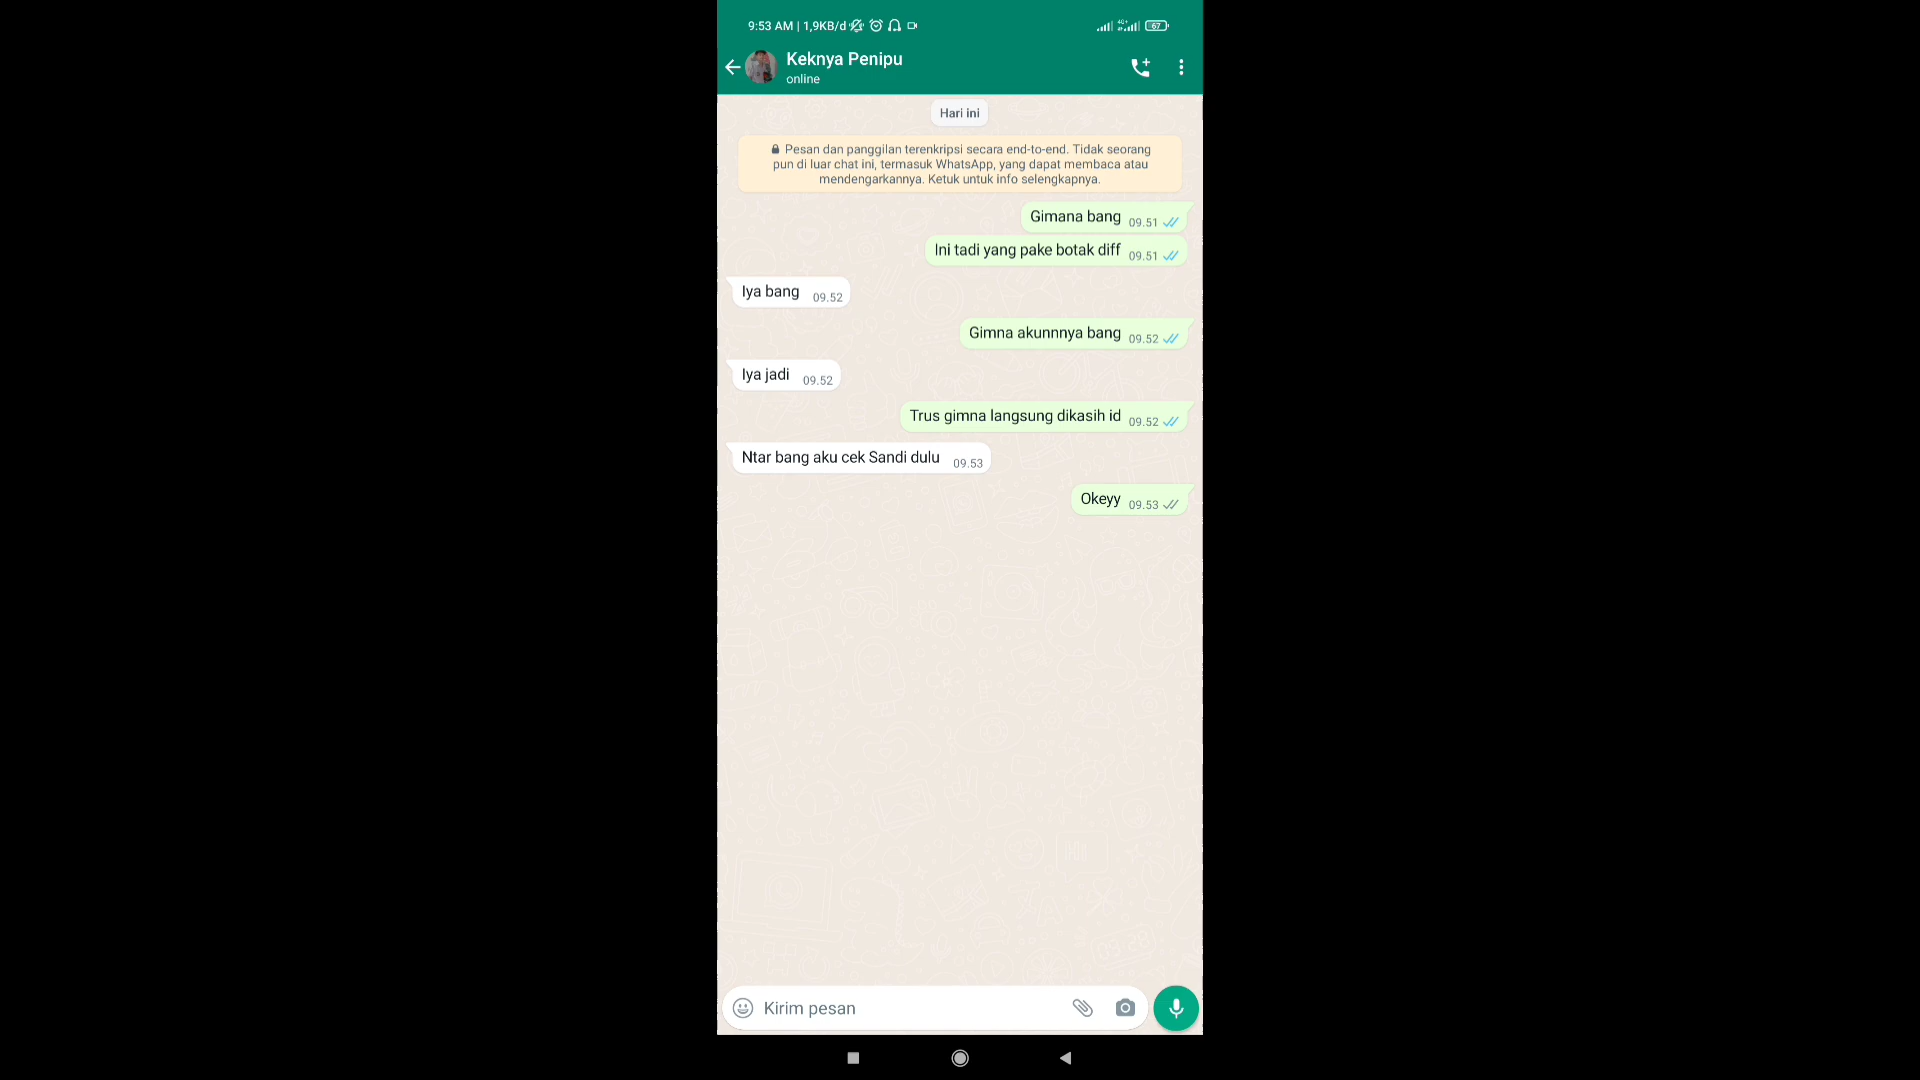 9:53 AM | 1,9KB/d
4G+
67
Keknya Penipu
online
Hari ini
Pesan dan panggilan terenkripsi secara end-to-end. Tidak seorang
pun di luar chat ini, termasuk WhatsApp, yang dapat membaca atau
mendengarkannya. Ketuk untuk info selengkapnya.
Gimana bang 09.51
Ini tadi yang pake botak diff 09.51
Iya bang 09.52
Gimna akunnnya bang 09.52
Iya jadi 09.52
Trus gimna langsung dikasih id 09.52
Ntar bang aku cek Sandi dulu 09.53
Okeyy 09.53
Kirim pesan